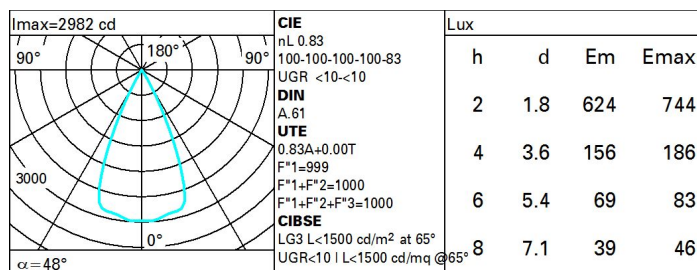 Imax=2982 cd
90° 180° 90°
3000
0°
α=48°
CIE
nL 0.83
100-100-100-100-83
UGR <10-<10
DIN
A.61
UTE
0.83A+0.00T
F"1=999
F"1+F"2=1000
F"1+F"2+F"3=1000
CIBSE
LG3 L<1500 cd/m² at 65°
UGR<10 | L<1500 cd/mq @65°
Lux
h d Em Emax
2 1.8 624 744
4 3.6 156 186
6 5.4 69 83
8 7.1 39 46